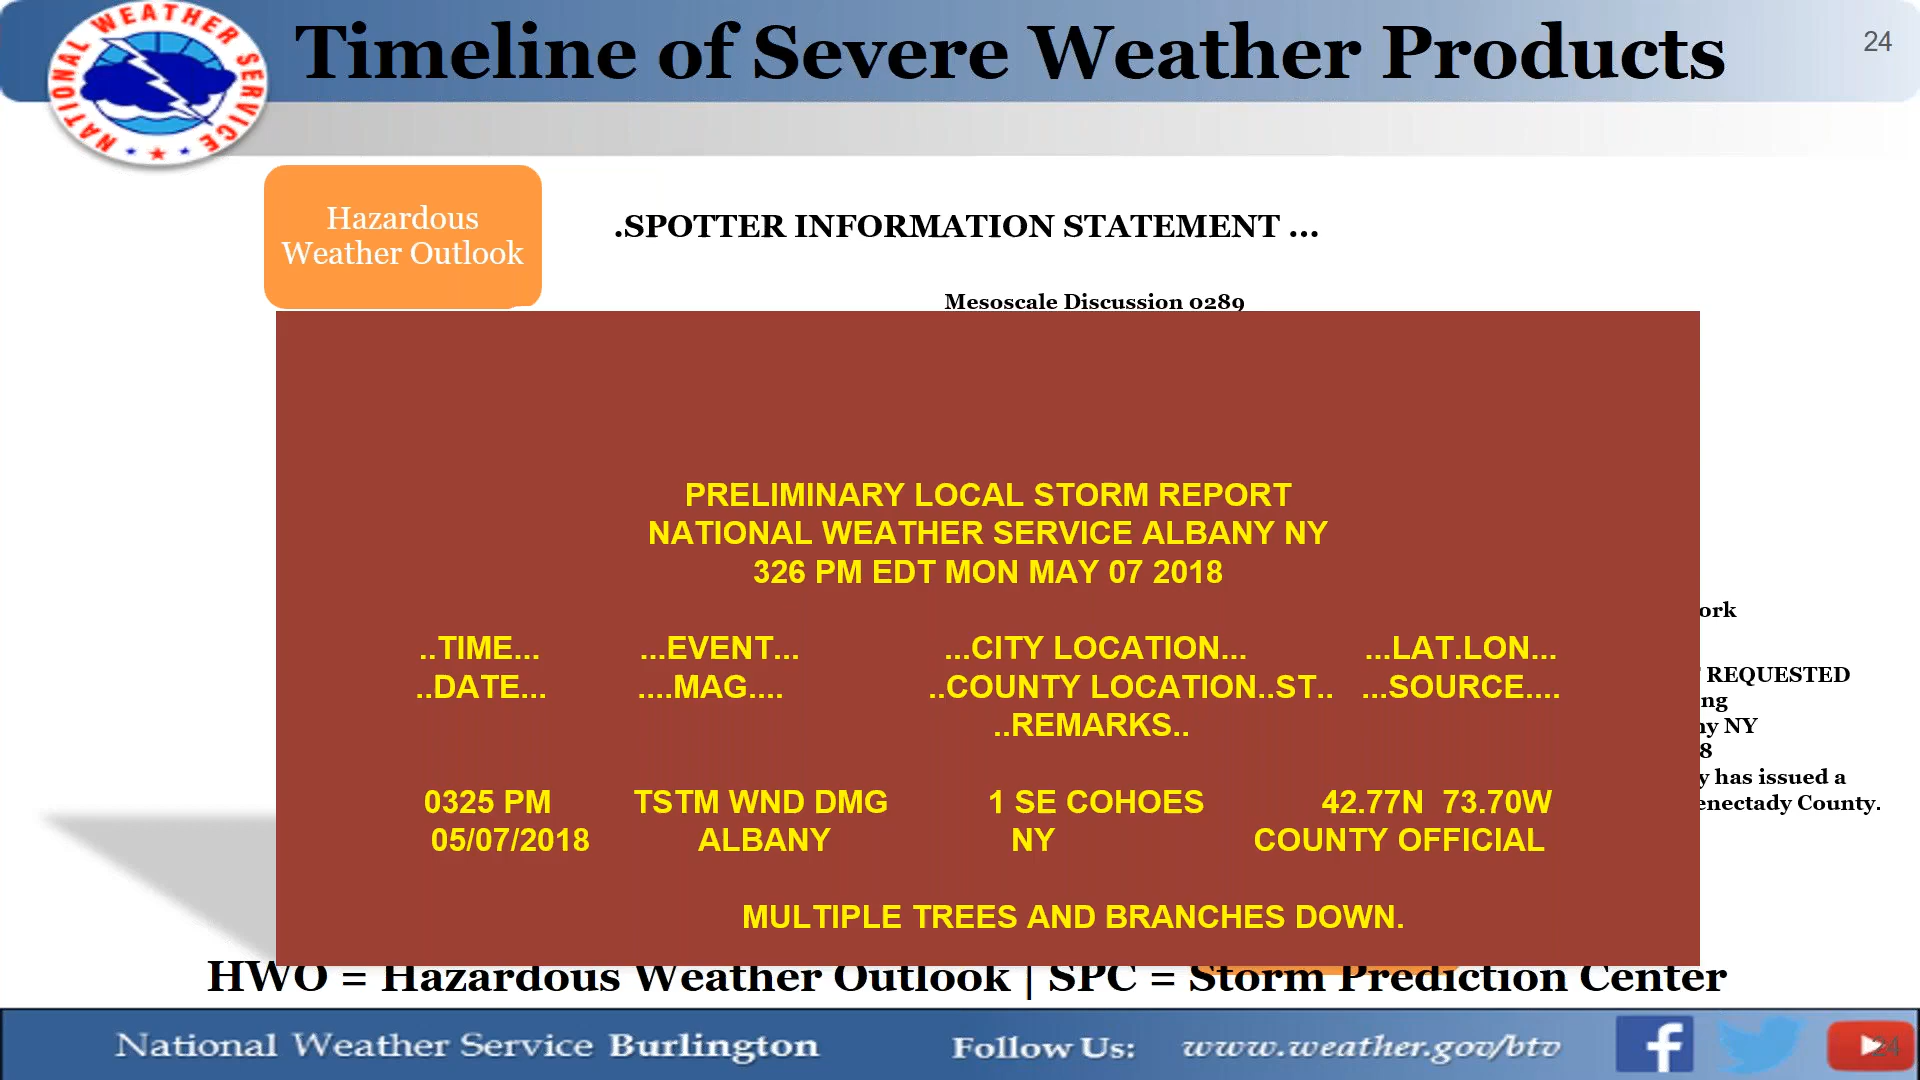 NATIONAL WEATHER SERVICE
Timeline of Severe Weather Products
24
Hazardous
Weather Outlook
.SPOTTER INFORMATION STATEMENT ...
Mesoscale Discussion 0289
PRELIMINARY LOCAL STORM REPORT
NATIONAL WEATHER SERVICE ALBANY NY
326 PM EDT MON MAY 07 2018
..TIME... ...EVENT... ...CITY LOCATION... ...LAT.LON...
..DATE... ....MAG.... ..COUNTY LOCATION..ST.. ...SOURCE....
..REMARKS..
0325 PM TSTM WND DMG 1 SE COHOES 42.77N 73.70W
05/07/2018 ALBANY NY COUNTY OFFICIAL
MULTIPLE TREES AND BRANCHES DOWN.
REQUESTED
NY
8
has issued a
County.
HWO = Hazardous Weather Outlook | SPC = Storm Prediction Center
National Weather Service Burlington Follow Us: www.weather.gov/btv
24